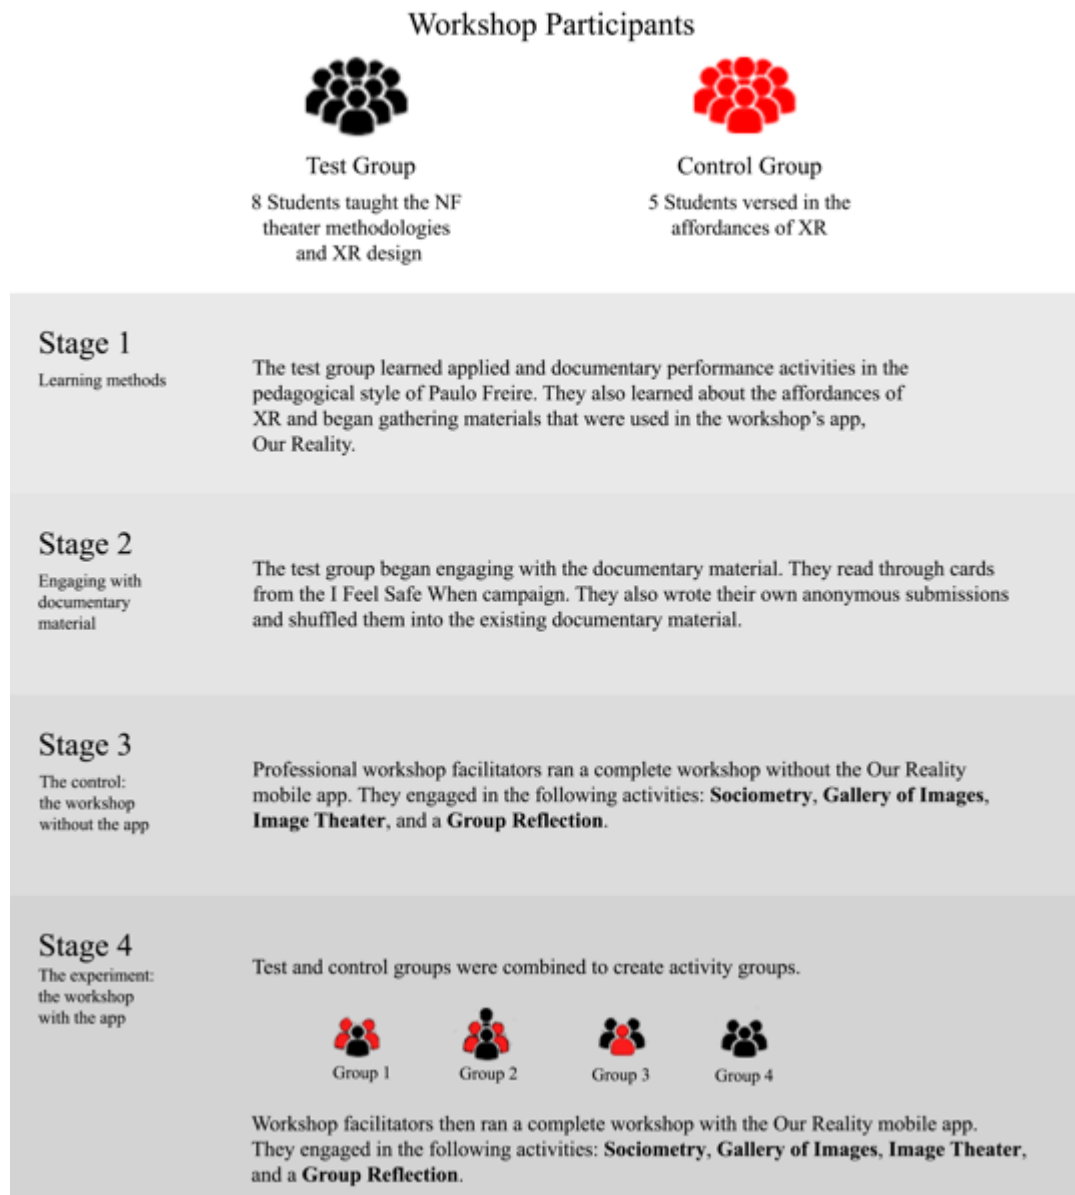 Workshop Participants
Test Group
8 Students taught the NF
theater methodologies
and XR design
Control Group
5 Students versed in the
affordances of XR
Stage 1
Learning methods
The test group learned applied and documentary performance activities in the
pedagogical style of Paulo Freire. They also learned about the affordances of
XR and began gathering materials that were used in the workshop's app,
Our Reality.
Stage 2
Engaging with
documentary
material
The test group began engaging with the documentary material. They read through cards
from the I Feel Safe When campaign. They also wrote their own anonymous submissions
and shuffled them into the existing documentary material.
Stage 3
The control:
the workshop
without the app
Professional workshop facilitators ran a complete workshop without the Our Reality
mobile app. They engaged in the following activities: Sociometry, Gallery of Images,
Image Theater, and a Group Reflection.
Stage 4
The experiment:
the workshop
with the app
Test and control groups were combined to create activity groups.
Group 1
Group 2
Group 3
Group 4
Workshop facilitators then ran a complete workshop with the Our Reality mobile app.
They engaged in the following activities: Sociometry, Gallery of Images, Image Theater,
and a Group Reflection.